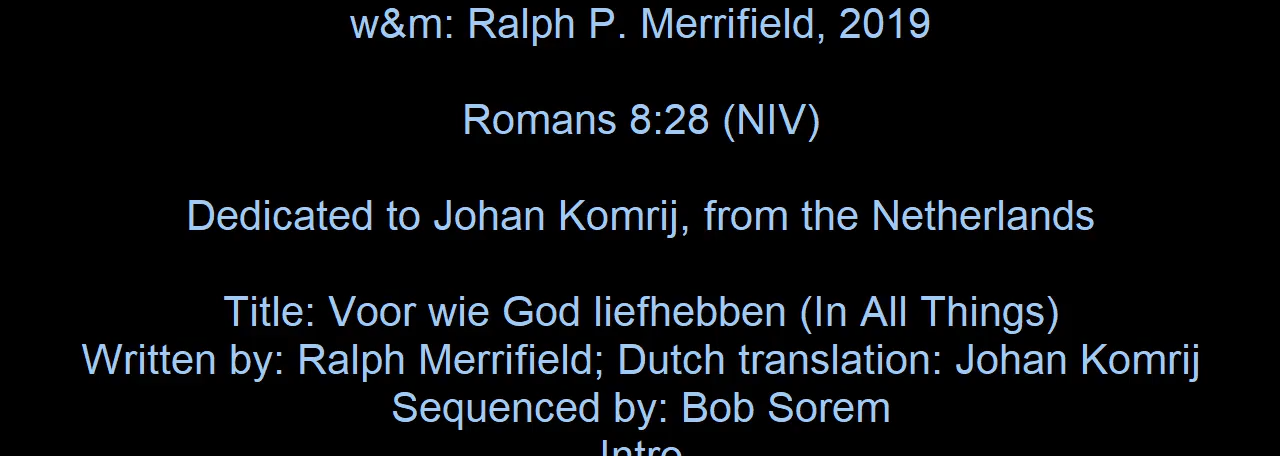 w&m: Ralph P. Merrifield, 2019
Romans 8:28 (NIV)
Dedicated to Johan Komrij, from the Netherlands
Title: Voor wie God liefhebben (In All Things)
Written by: Ralph Merrifield; Dutch translation: Johan Komrij
Sequenced by: Bob Sorem
Intro